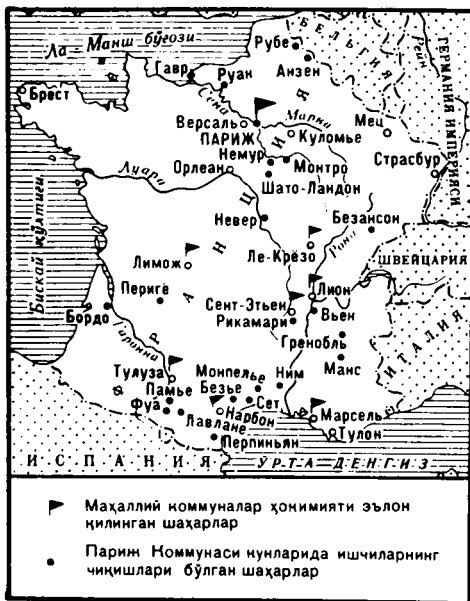 Ла-Манш бўғози
БЕЛЬГИЯ
Рубе
Анзен
Рейн
ГЕРМАНИЯ ИМПЕРИЯСИ
Гавр
Руан
Брест
Сена
Марна
Версаль
ПАРИЖ
Куломье
Мец
Немур
Монтро
Страсбур
Луара
Орлеан
Шато-Ландон
Невер
Безансон
Бискай қўлтиғи
Ле-Крёзо
Рона
Лимож
ШВЕЙЦАРИЯ
Лион
Периге
Сент-Этьен
Вьен
Бордо
Рикамари
Гренобль
ИТАЛИЯ
Гаронна
Манс
ФРАНЦИЯ
Тулуза
Монпелье
Ним
Памье
Безье
Сет
Фуа
Нарбон
Марсель
Лавлане
Тулон
Перпиньян
ИСПАНИЯ
ЎРТА ДЕНГИЗ
Маҳаллий коммуналар ҳокимияти эълон
қилинган шаҳарлар
Париж Коммунаси кунларида ишчиларнинг
чиқишлари бўлган шаҳарлар